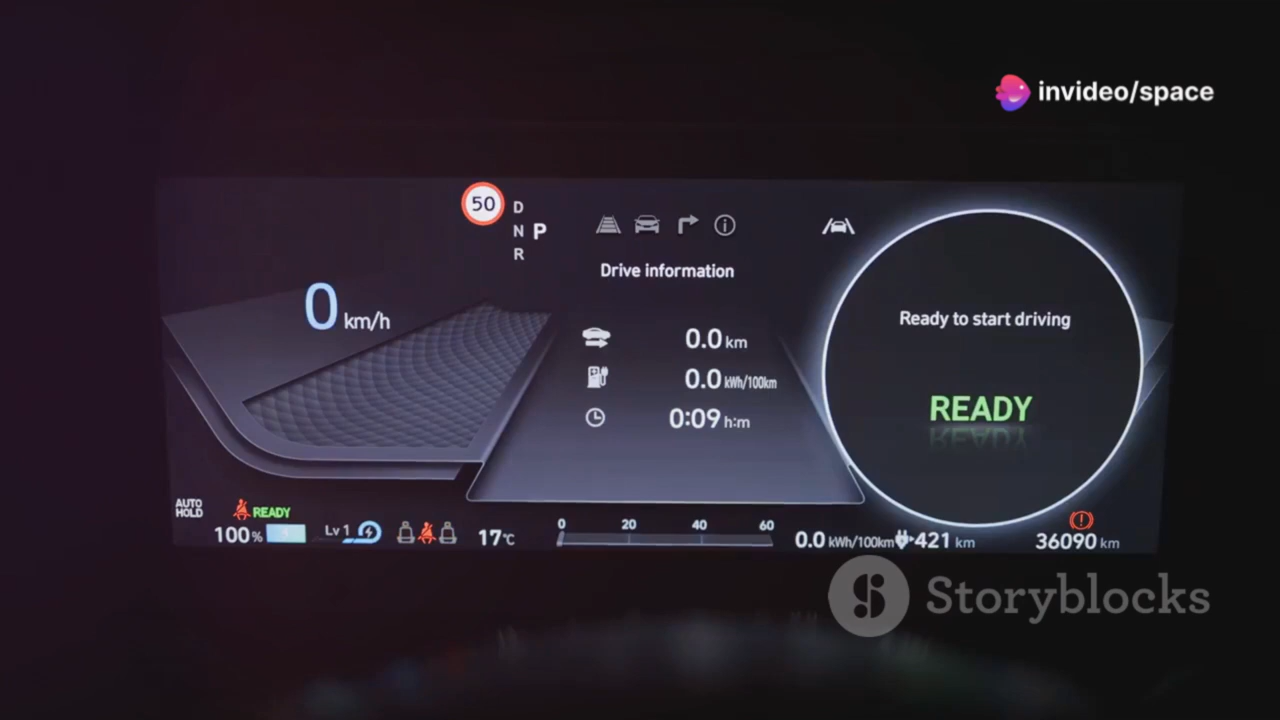 invideo/space
50
D
N P
R
Drive information
0 km/h
Ready to start driving
0.0 km
0.0 kWh/100km
0:09 h:m
READY
AUTO
HOLD
READY
100%
Lv 1
17°C
0 20 40 60
0.0 kWh/100km
421 km
36090 km
Storyblocks